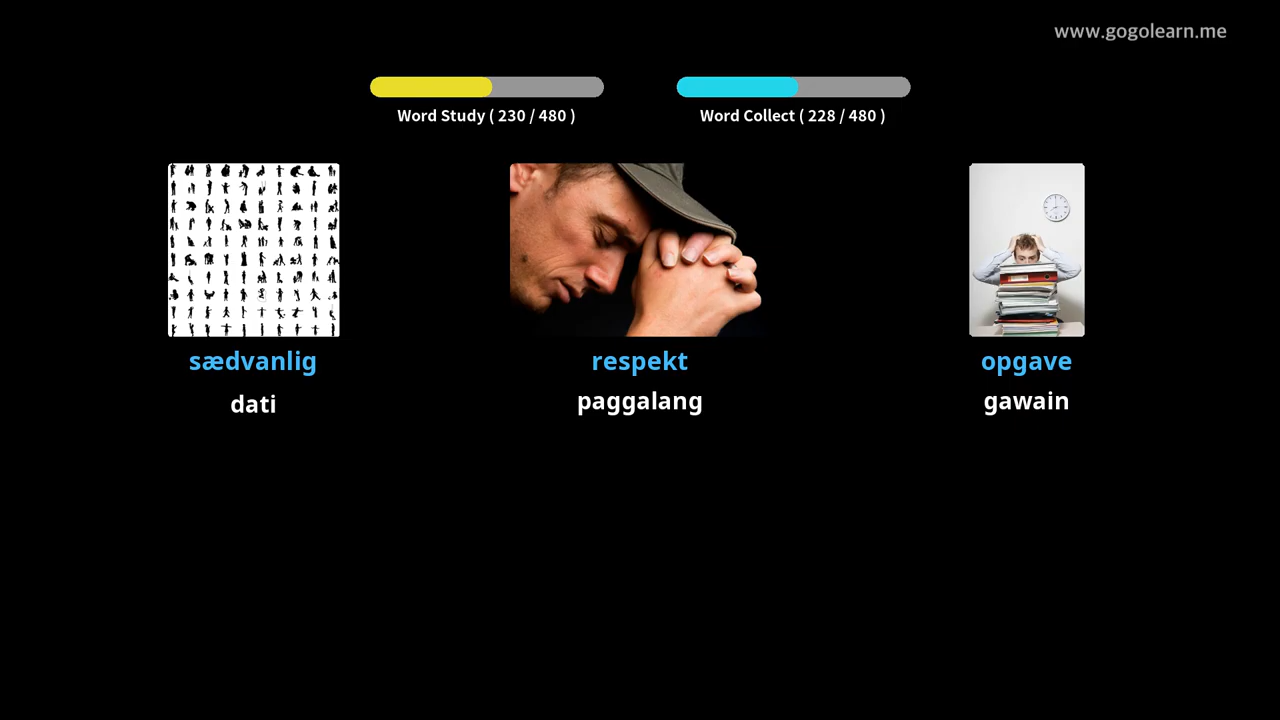 www.gogolearn.me
Word Study ( 230 / 480 )
Word Collect ( 228 / 480 )
sædvanlig
dati
respekt
paggalang
opgave
gawain